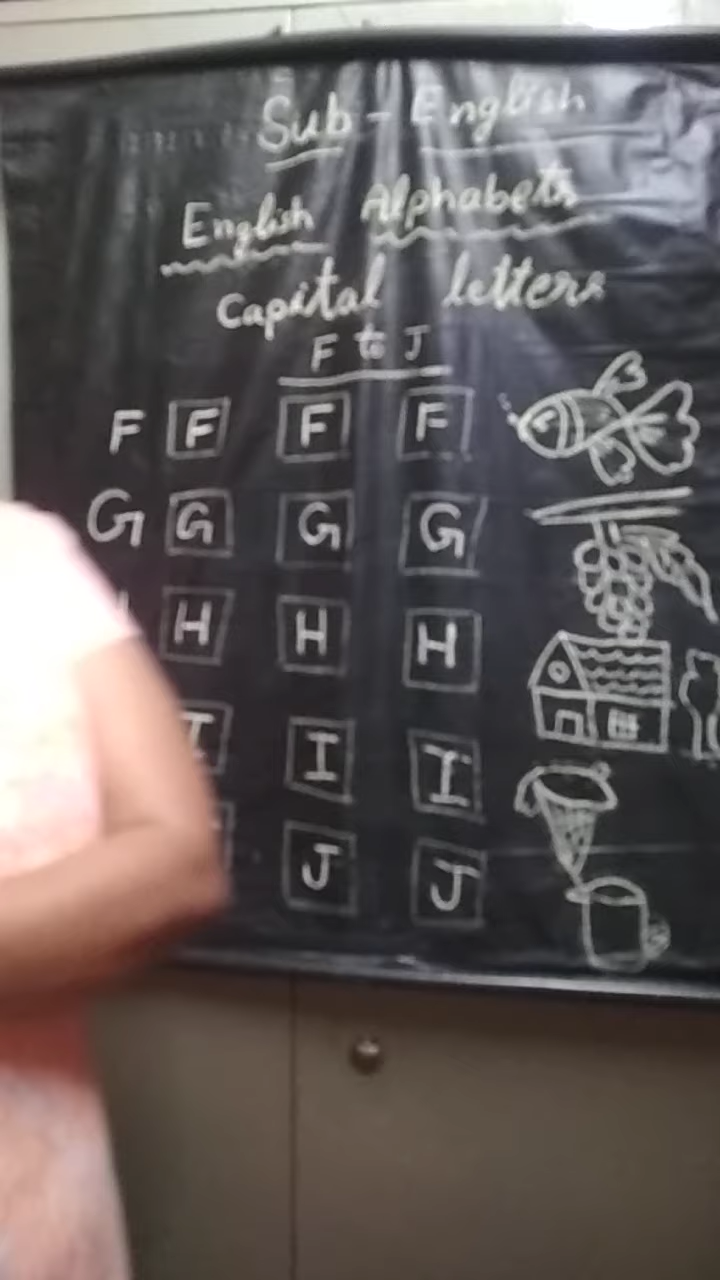 Sub - English
English Alphabets
Capital letters
F to J
F F F F
G G G G
H H H
I I I
J J